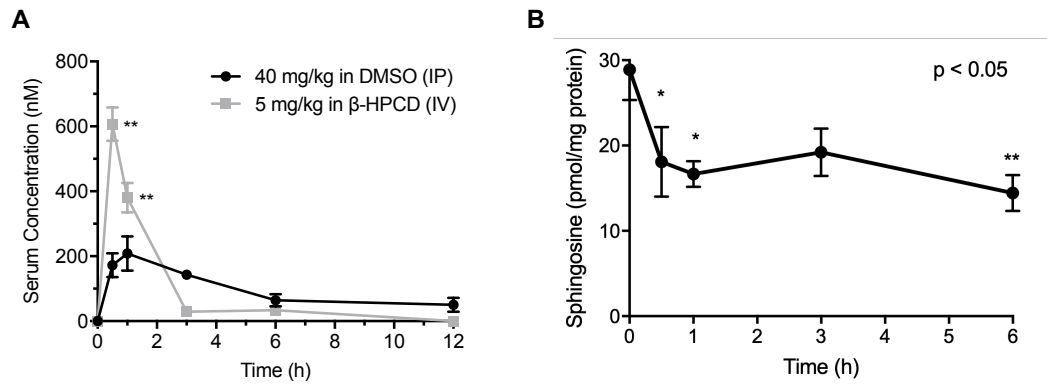 A
Serum Concentration (nM)
800
600
400
200
0
40 mg/kg in DMSO (IP)
5 mg/kg in β-HPCD (IV)
**
**
0 2 4 6 8 10 12
Time (h)
B
Sphingosine (pmol/mg protein)
30
20
10
0
p < 0.05
*
*
**
0 1 2 3 4 5 6
Time (h)